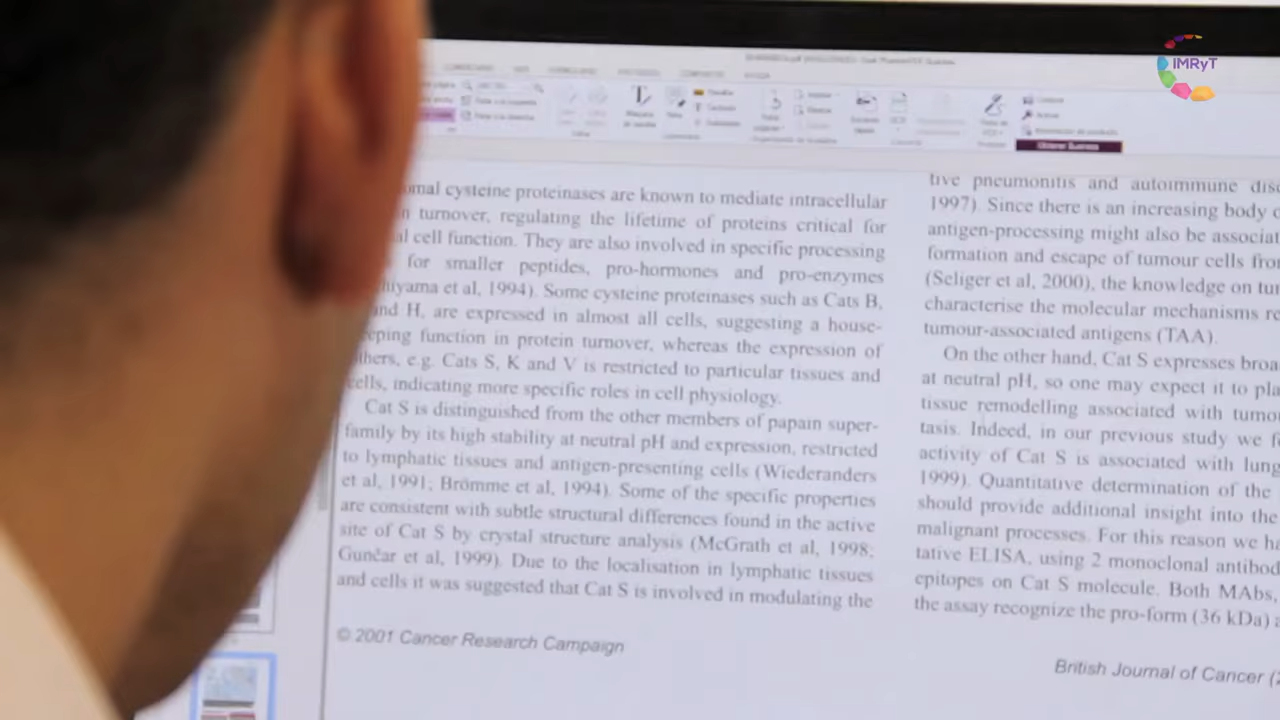 IMRyT
Obtener Business
omal cysteine proteinases are known to mediate intracellular
n turnover, regulating the lifetime of proteins critical for
al cell function. They are also involved in specific processing
for smaller peptides, pro-hormones and pro-enzymes
hiyama et al, 1994). Some cysteine proteinases such as Cats B,
and H, are expressed in almost all cells, suggesting a house-
eping function in protein turnover, whereas the expression of
thers, e.g. Cats S, K and V is restricted to particular tissues and
cells, indicating more specific roles in cell physiology.
Cat S is distinguished from the other members of papain super-
family by its high stability at neutral pH and expression, restricted
to lymphatic tissues and antigen-presenting cells (Wiederanders
et al, 1991; Brömme et al, 1994). Some of the specific properties
are consistent with subtle structural differences found in the active
site of Cat S by crystal structure analysis (McGrath et al, 1998;
Gunčar et al, 1999). Due to the localisation in lymphatic tissues
and cells it was suggested that Cat S is involved in modulating the
© 2001 Cancer Research Campaign
tive pneumonitis and autoimmune dise
1997). Since there is an increasing body o
antigen-processing might also be associat
formation and escape of tumour cells fron
(Seliger et al, 2000), the knowledge on tun
characterise the molecular mechanisms re
tumour-associated antigens (TAA).
On the other hand, Cat S expresses broa
at neutral pH, so one may expect it to pla
tissue remodelling associated with tumo
tasis. Indeed, in our previous study we f
activity of Cat S is associated with lung
1999). Quantitative determination of the
should provide additional insight into the
malignant processes. For this reason we ha
tative ELISA, using 2 monoclonal antibod
epitopes on Cat S molecule. Both MAbs,
the assay recognize the pro-form (36 kDa) a
British Journal of Cancer (2